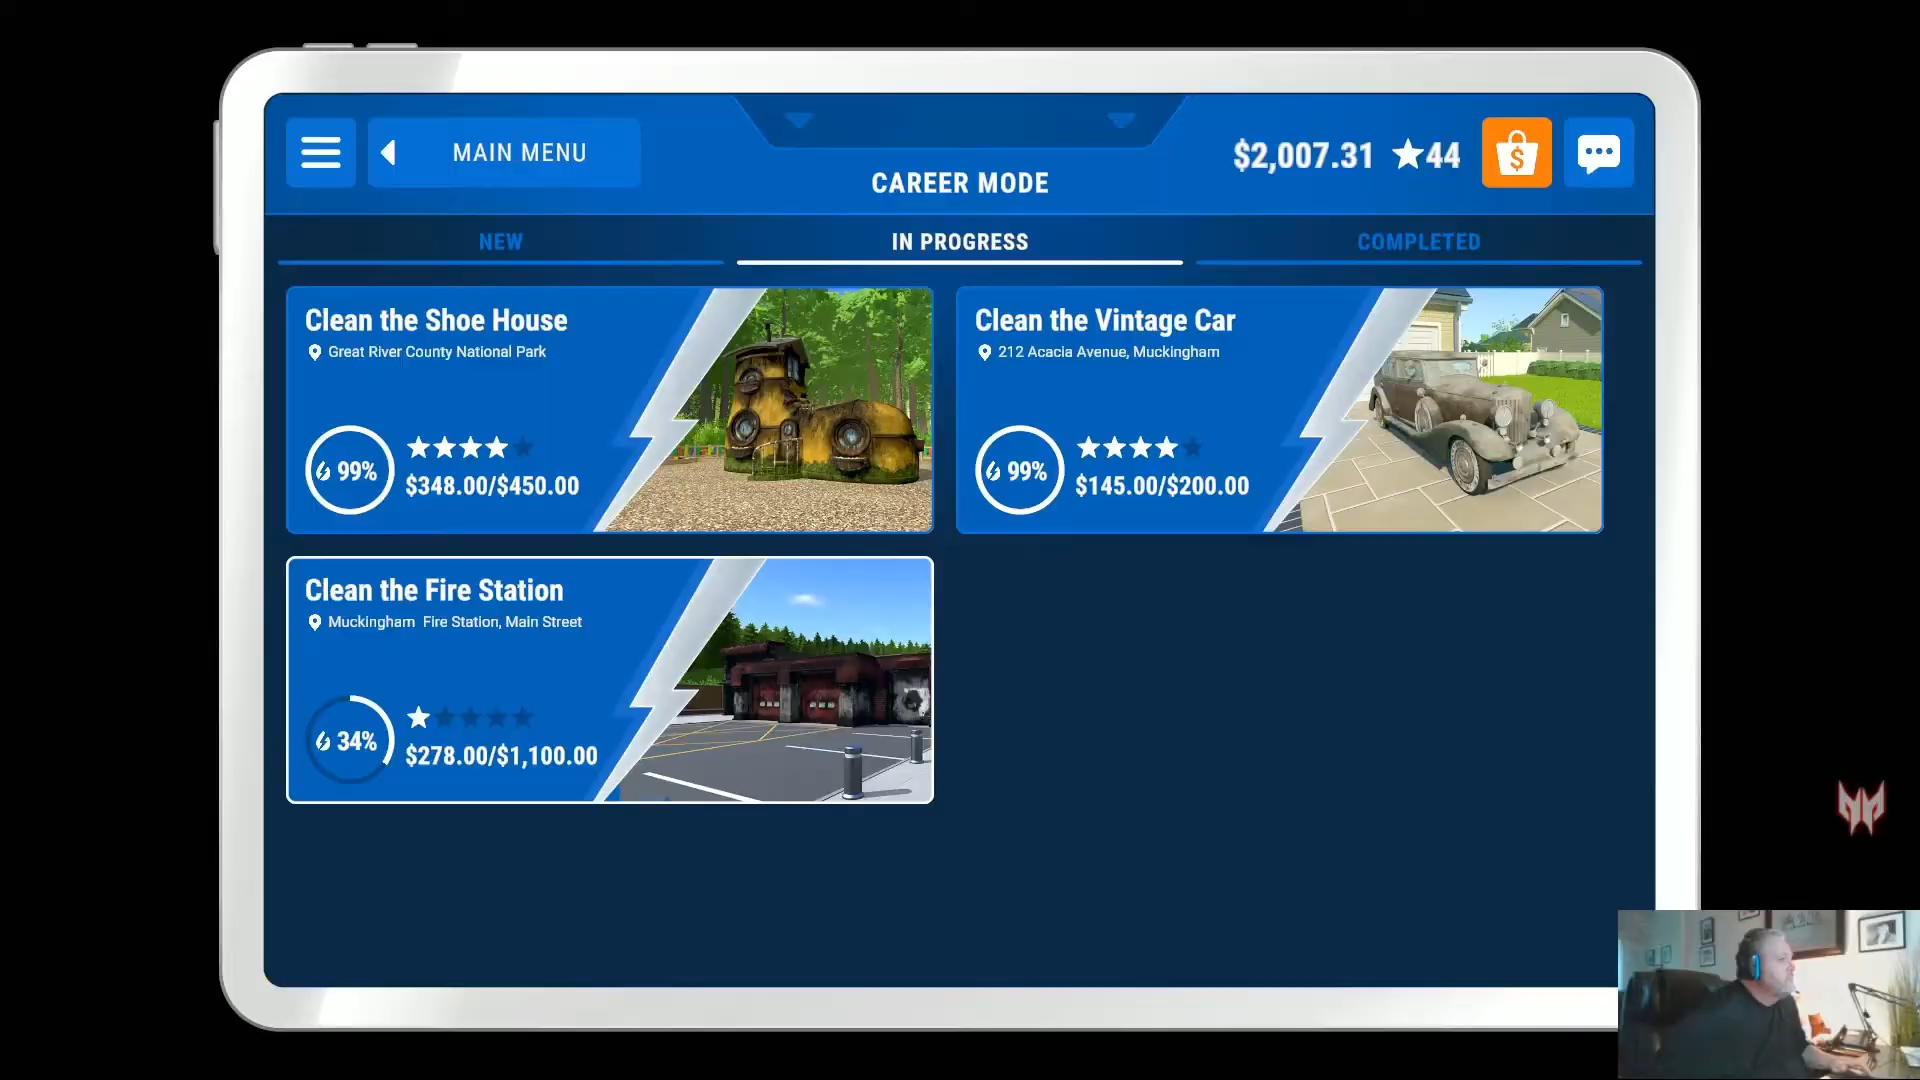 MAIN MENU
CAREER MODE
$2,007.31 ★44
NEW
IN PROGRESS
COMPLETED
Clean the Shoe House
Great River County National Park
99%
$348.00/$450.00
Clean the Vintage Car
212 Acacia Avenue, Muckingham
99%
$145.00/$200.00
Clean the Fire Station
Muckingham Fire Station, Main Street
34%
$278.00/$1,100.00